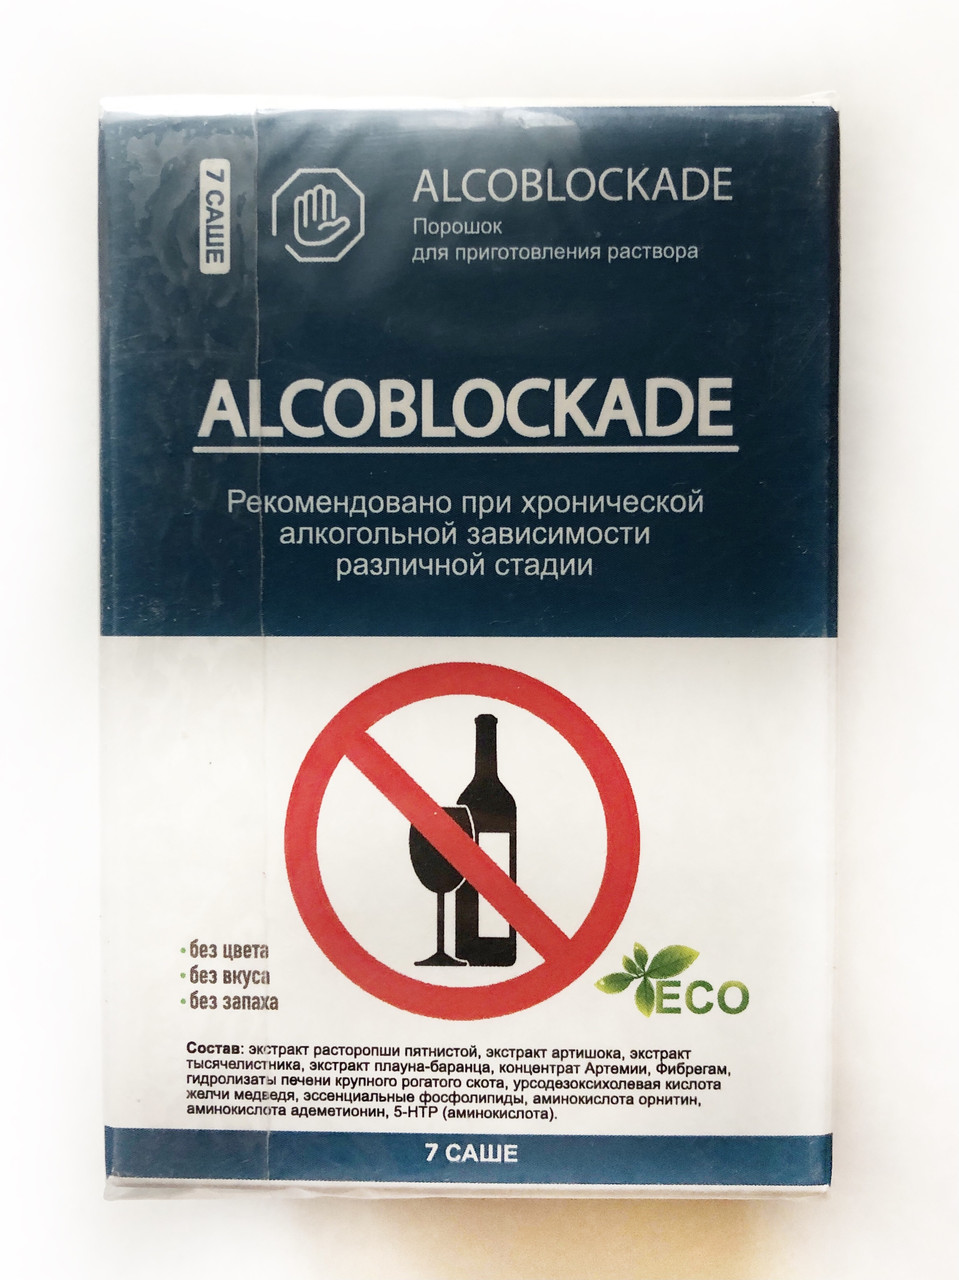 7 САШЕ
ALCOBLOCKADE
Порошок
для приготовления раствора
ALCOBLOCKADE
Рекомендовано при хронической
алкогольной зависимости
различной стадии
•без цвета
•без вкуса
•без запаха
ECO
Состав: экстракт расторопши пятнистой, экстракт артишока, экстракт
тысячелистника, экстракт плауна-баранца, концентрат Артемии, Фибрегам,
гидролизаты печени крупного рогатого скота, урсодезоксихолевая кислота
желчи медведя, эссенциальные фосфолипиды, аминокислота орнитин,
аминокислота адеметионин, 5-НТР (аминокислота).
7 САШЕ